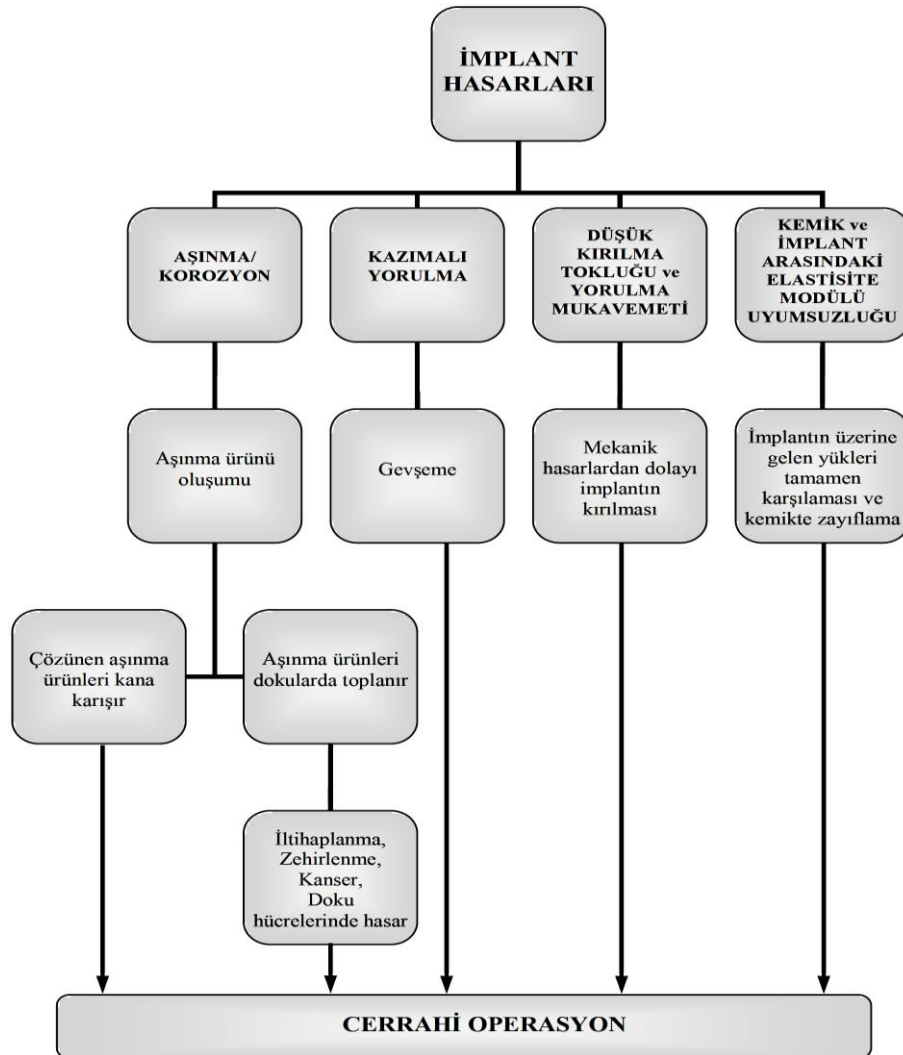 İMPLANT
HASARLARI
AŞINMA/
KOROZYON
KAZIMALI
YORULMA
DÜŞÜK
KIRILMA
TOKLUĞU ve
YORULMA
MUKAVEMETİ
KEMİK ve
İMPLANT
ARASINDAKİ
ELASTİSİTE
MODÜLÜ
UYUMSUZLUĞU
Aşınma ürünü
oluşumu
Gevşeme
Mekanik
hasarlardan dolayı
implantın
kırılması
İmplantın üzerine
gelen yükleri
tamamen
karşılaması ve
kemikte zayıflama
Çözünen aşınma
ürünleri kana
karışır
Aşınma ürünleri
dokularda toplanır
İltihaplanma,
Zehirlenme,
Kanser,
Doku
hücrelerinde hasar
CERRAHİ OPERASYON